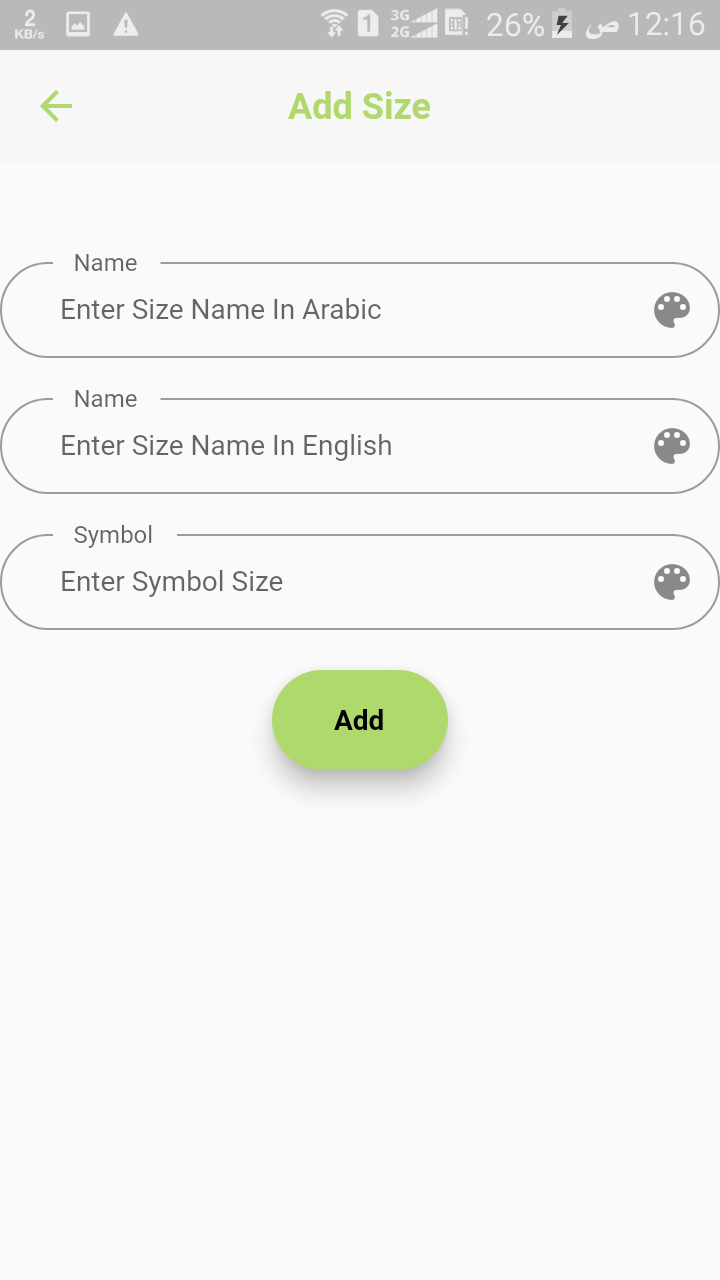 2
KB/s
1
3G
2G
26%
ص 12:16
Add Size
Name
Enter Size Name In Arabic
Name
Enter Size Name In English
Symbol
Enter Symbol Size
Add